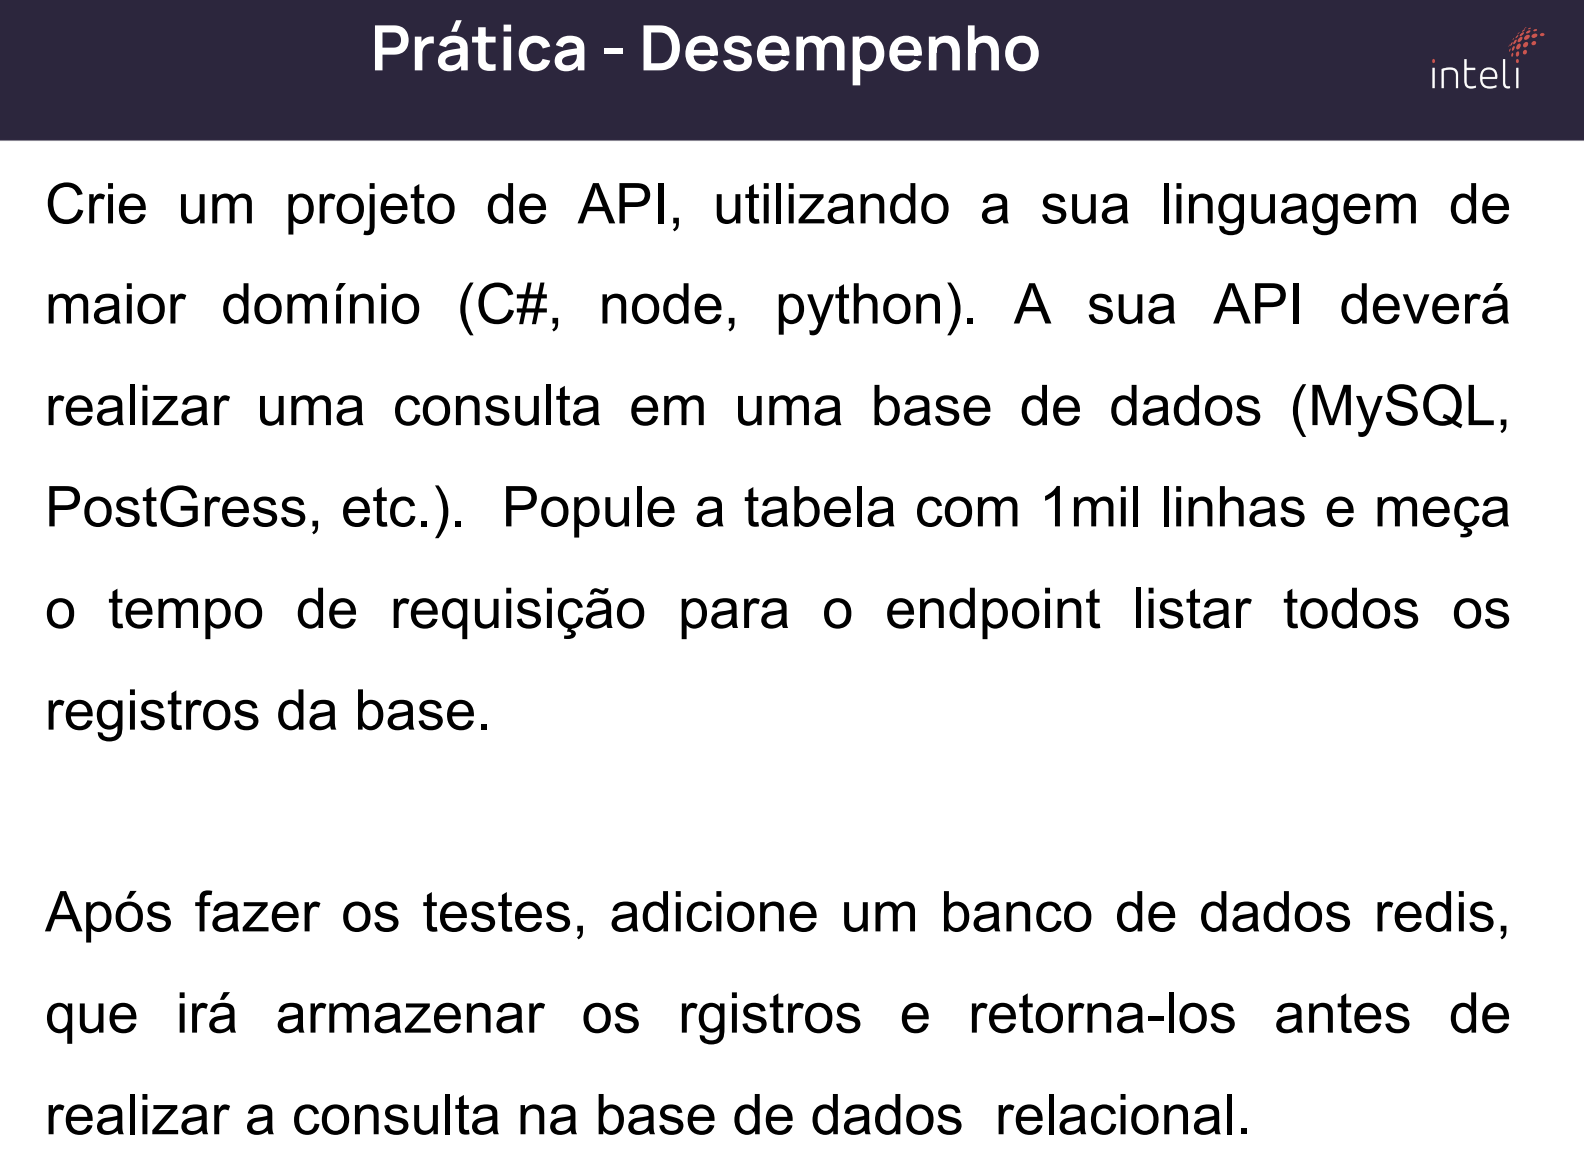 Prática - Desempenho
inteli
Crie um projeto de API, utilizando a sua linguagem de
maior domínio (C#, node, python). A sua API deverá
realizar uma consulta em uma base de dados (MySQL,
PostGress, etc.).  Popule a tabela com 1mil linhas e meça
o tempo de requisição para o endpoint listar todos os
registros da base.
Após fazer os testes, adicione um banco de dados redis,
que irá armazenar os rgistros e retorna-los antes de
realizar a consulta na base de dados  relacional.